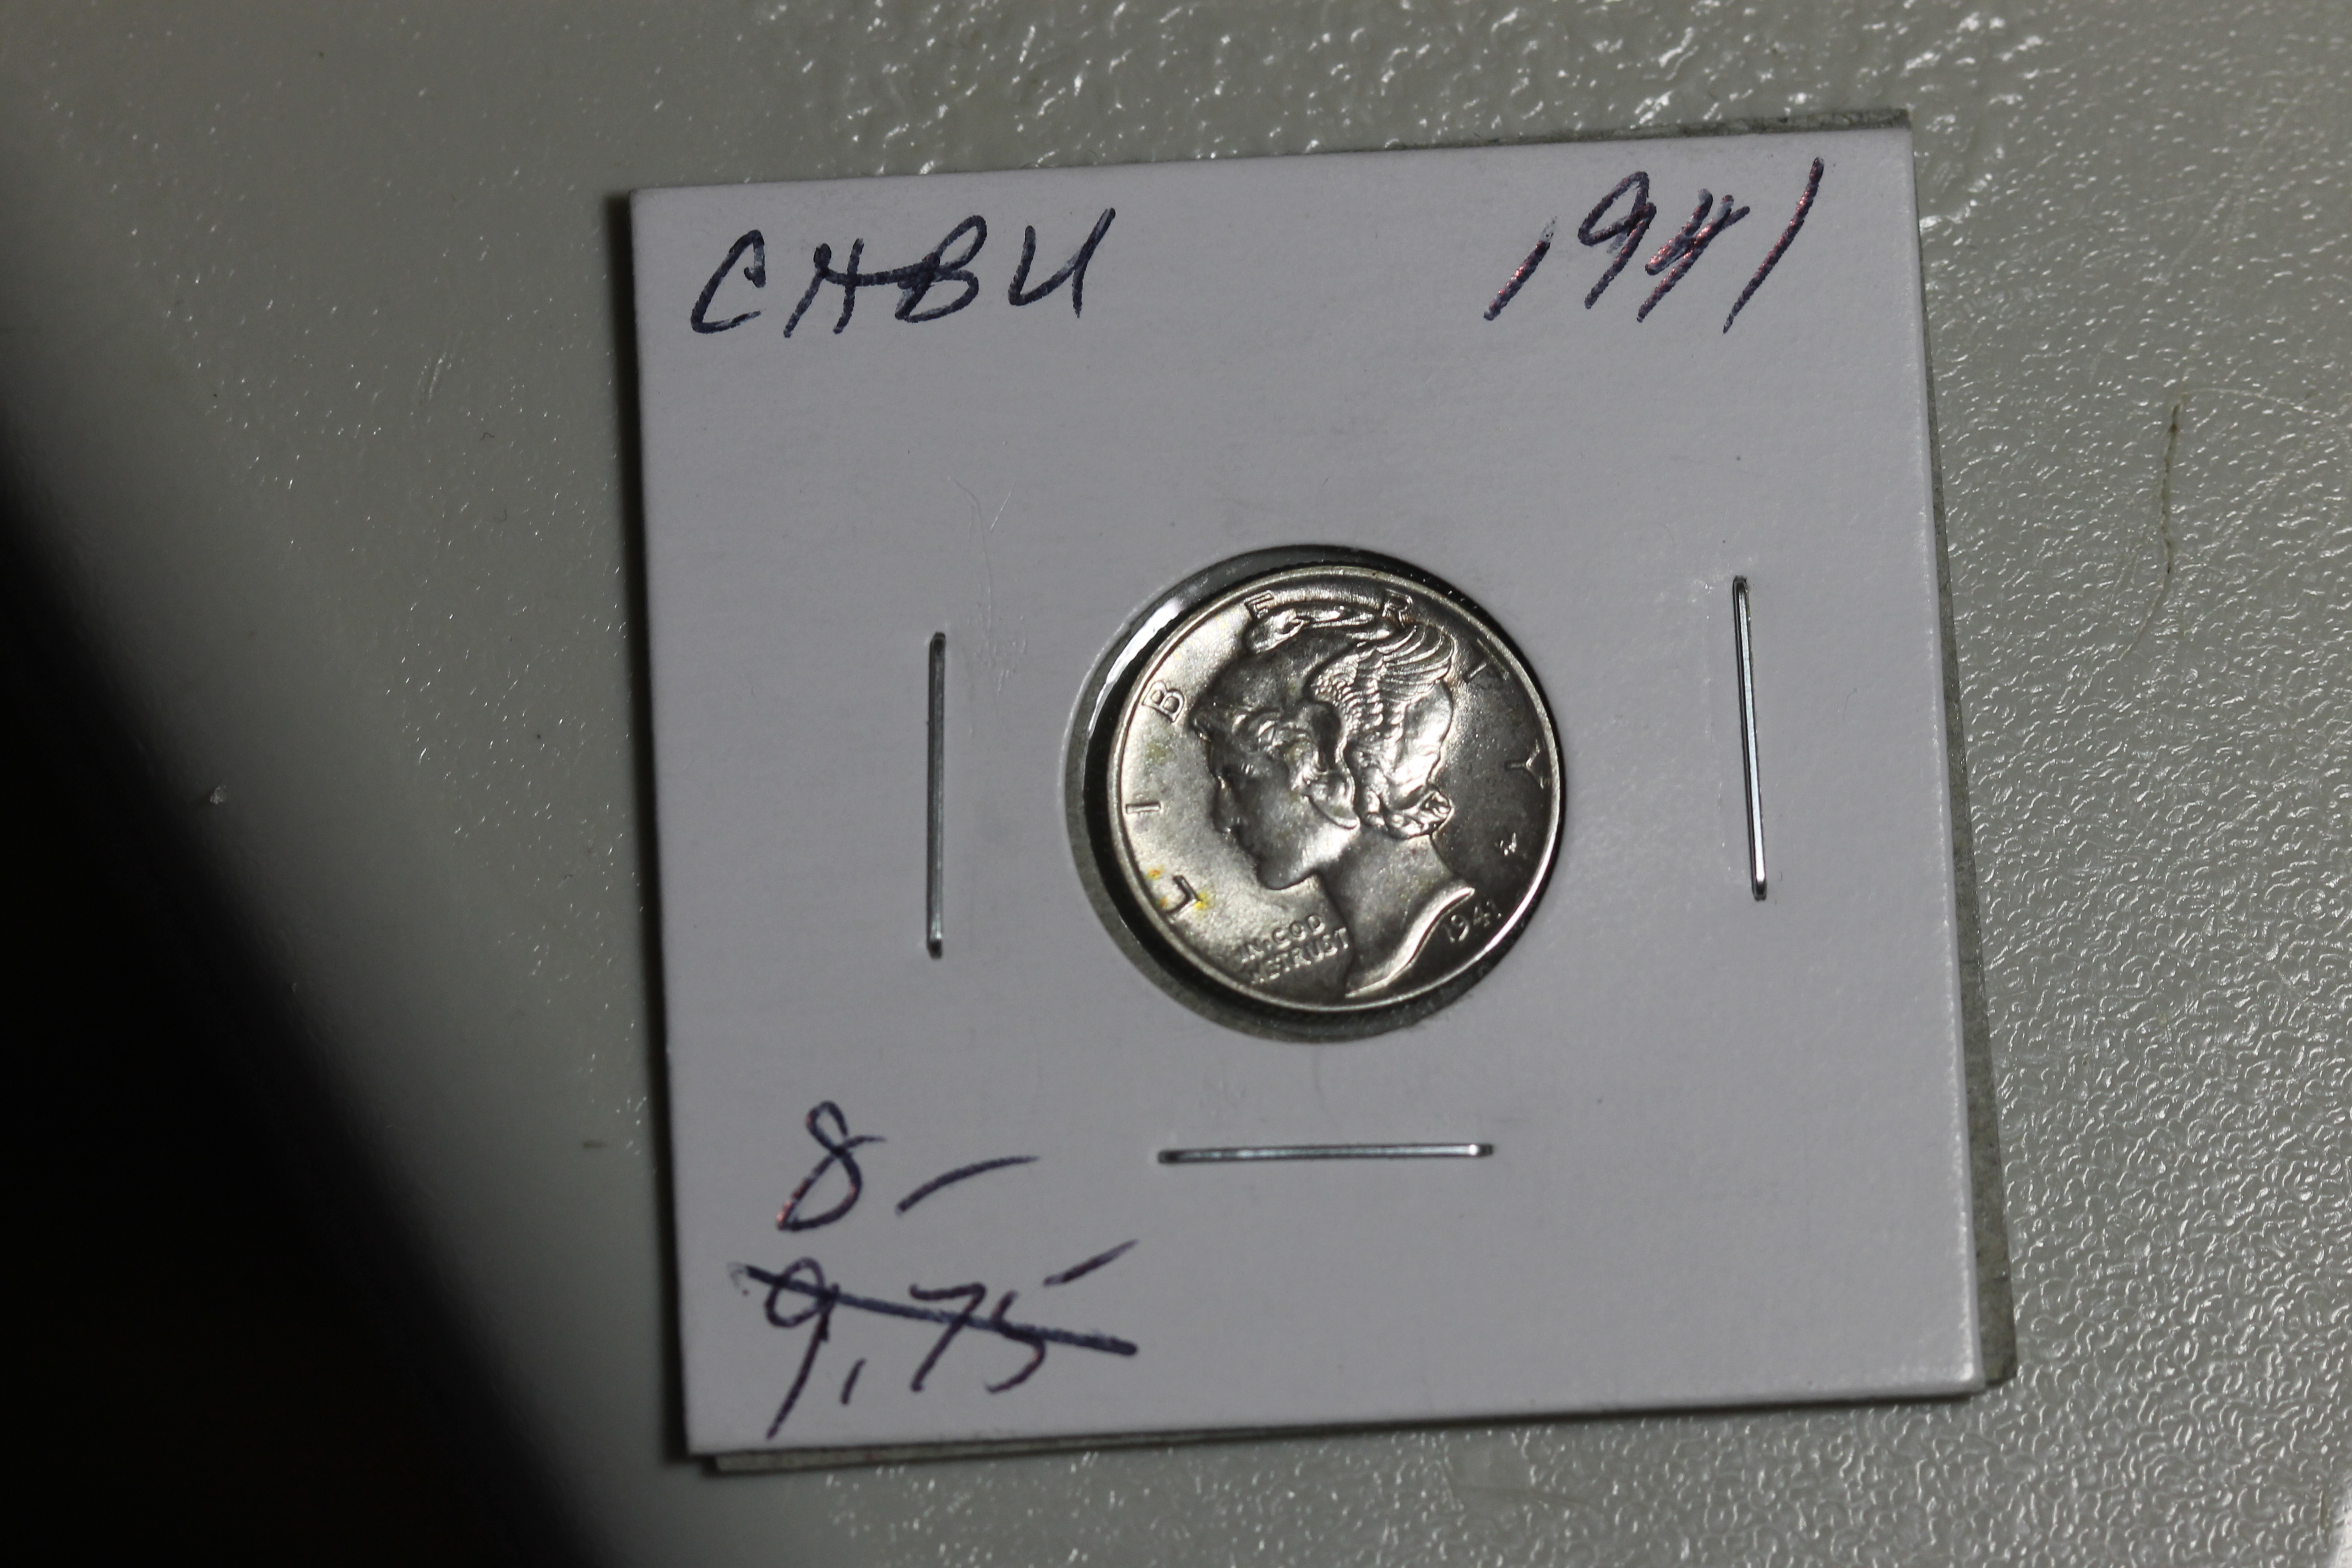 CHBU 1941
LIBERTY
IN GOD
WE TRUST
1941
8-
9.75